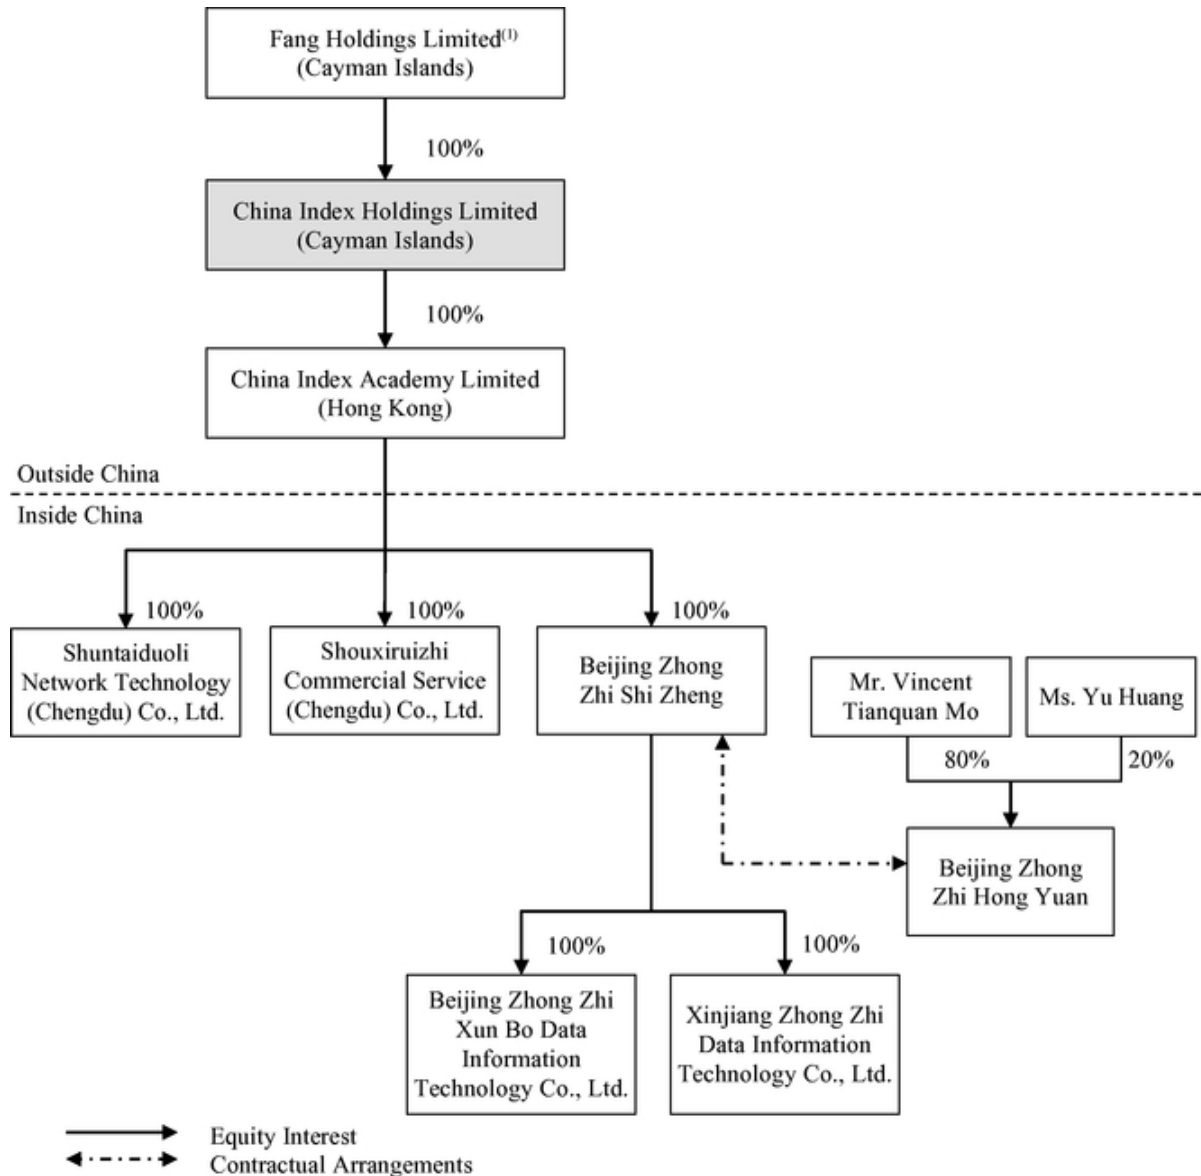 Fang Holdings Limited(1)
(Cayman Islands)
100%
China Index Holdings Limited
(Cayman Islands)
100%
China Index Academy Limited
(Hong Kong)
Outside China
Inside China
100%
100%
100%
Shuntaiduoli
Network Technology
(Chengdu) Co., Ltd.
Shouxiruizhi
Commercial Service
(Chengdu) Co., Ltd.
Beijing Zhong
Zhi Shi Zheng
Mr. Vincent
Tianquan Mo
Ms. Yu Huang
80%
20%
Beijing Zhong
Zhi Hong Yuan
100%
100%
Beijing Zhong Zhi
Xun Bo Data
Information
Technology Co., Ltd.
Xinjiang Zhong Zhi
Data Information
Technology Co., Ltd.
Equity Interest
Contractual Arrangements